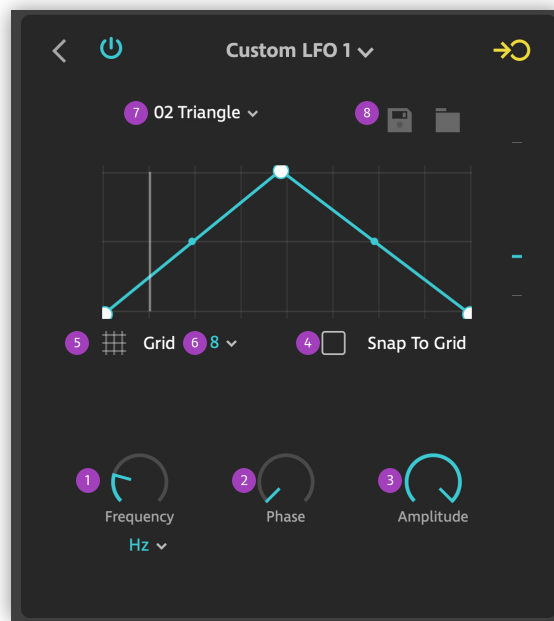 Custom LFO 1
7 02 Triangle 8
5 Grid 6 8 4 Snap To Grid
1 2 3
Frequency Phase Amplitude
Hz